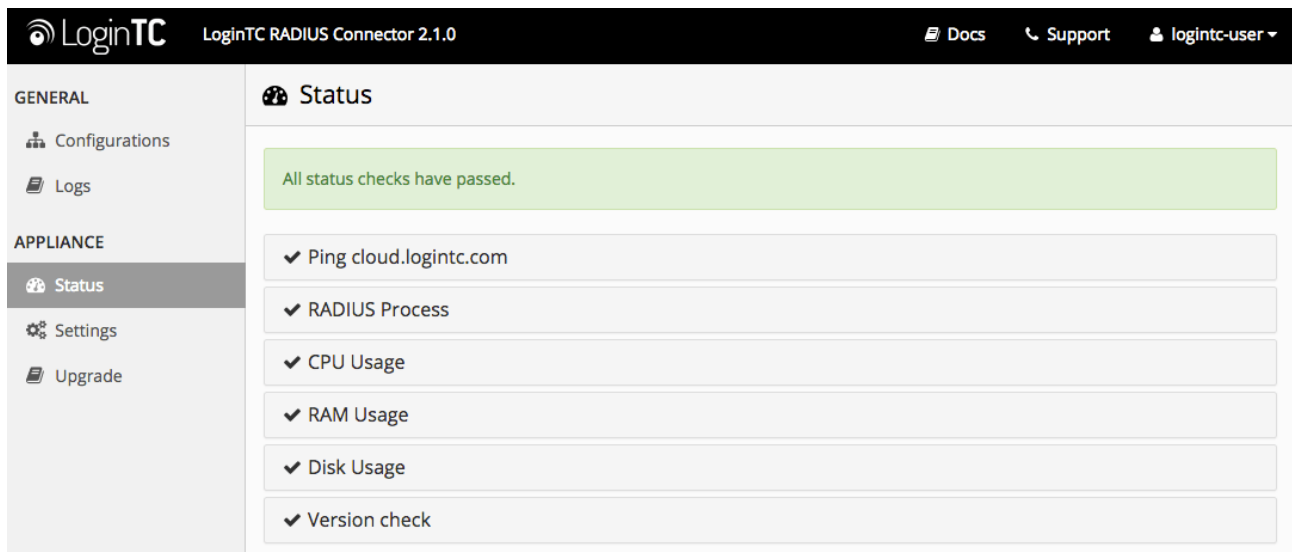 LoginTC LoginTC RADIUS Connector 2.1.0 Docs Support logintc-user
GENERAL
Configurations
Logs
APPLIANCE
Status
Settings
Upgrade
Status
All status checks have passed.
Ping cloud.logintc.com
RADIUS Process
CPU Usage
RAM Usage
Disk Usage
Version check